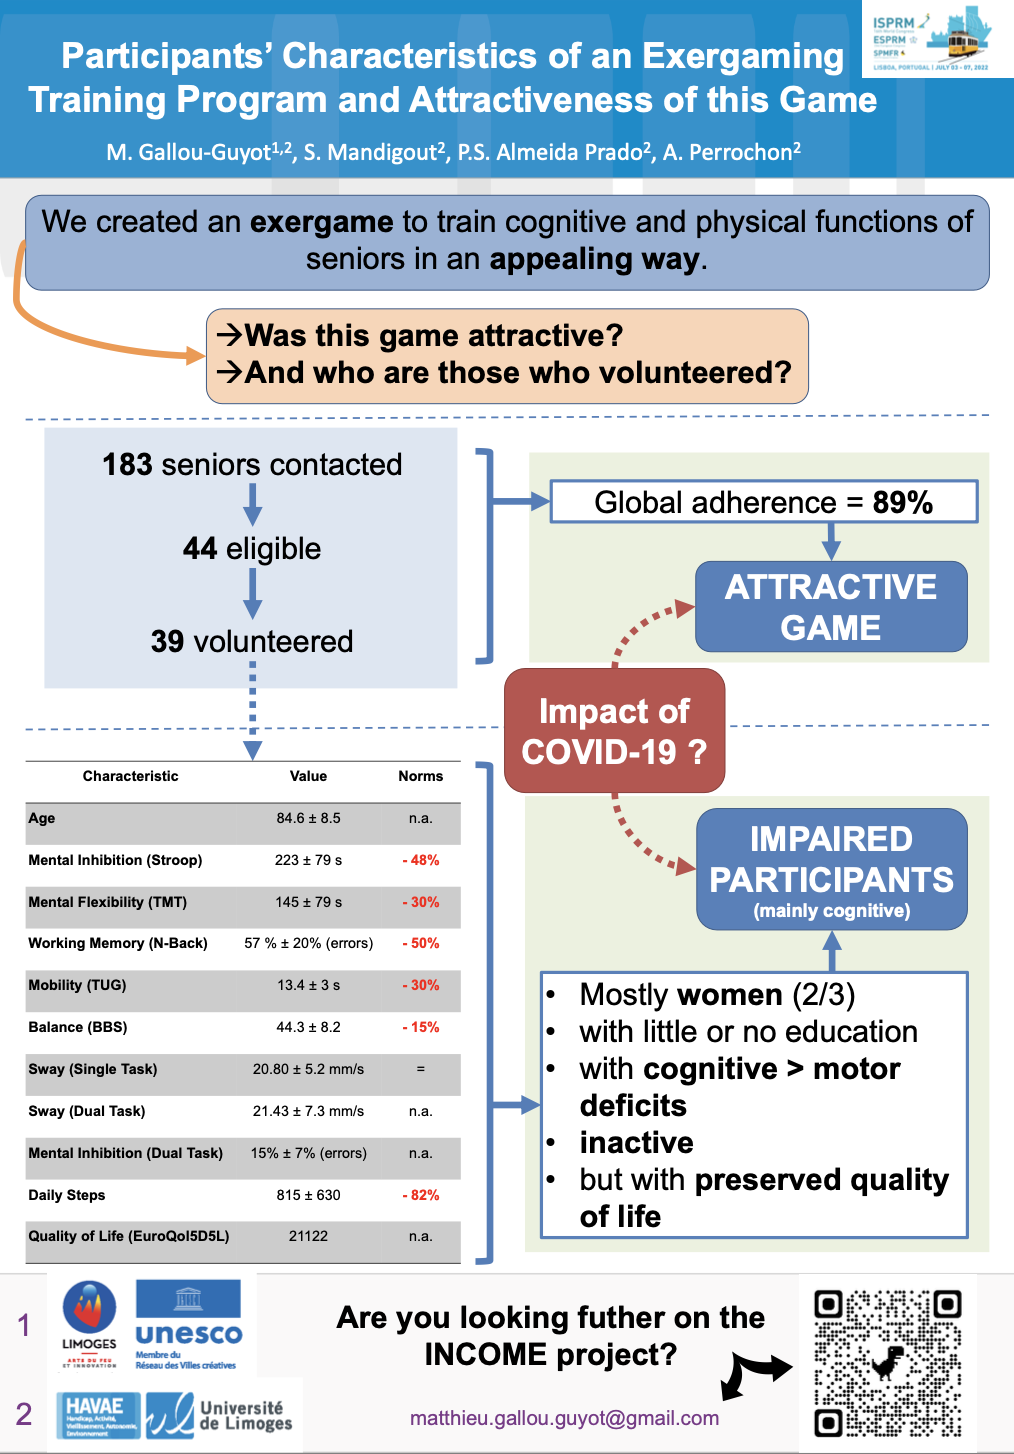 Participants’ Characteristics of an Exergaming
Training Program and Attractiveness of this Game
M. Gallou-Guyot1,2, S. Mandigout2, P.S. Almeida Prado2, A. Perrochon2
ISPRM
ESPRM
SPMFR
LISBOA, PORTUGAL | JULY 03 - 07, 2022
We created an exergame to train cognitive and physical functions of
seniors in an appealing way.
→Was this game attractive?
→And who are those who volunteered?
183 seniors contacted
44 eligible
39 volunteered
Global adherence = 89%
ATTRACTIVE
GAME
Impact of
COVID-19 ?
Characteristic Value Norms
Age 84.6 ± 8.5 n.a.
Mental Inhibition (Stroop) 223 ± 79 s - 48%
Mental Flexibility (TMT) 145 ± 79 s - 30%
Working Memory (N-Back) 57 % ± 20% (errors) - 50%
Mobility (TUG) 13.4 ± 3 s - 30%
Balance (BBS) 44.3 ± 8.2 - 15%
Sway (Single Task) 20.80 ± 5.2 mm/s =
Sway (Dual Task) 21.43 ± 7.3 mm/s n.a.
Mental Inhibition (Dual Task) 15% ± 7% (errors) n.a.
Daily Steps 815 ± 630 - 82%
Quality of Life (EuroQol5D5L) 21122 n.a.
IMPAIRED
PARTICIPANTS
(mainly cognitive)
• Mostly women (2/3)
• with little or no education
• with cognitive > motor
deficits
• inactive
• but with preserved quality
of life
1
LIMOGES
ARTS DU FEU
ET INNOVATION
unesco
Membre du
Réseau des Villes créatives
2
HAVAE
Handicap, Activité,
Vieillissement, Autonomie,
Environnement
Université
de Limoges
Are you looking futher on the
INCOME project?
matthieu.gallou.guyot@gmail.com